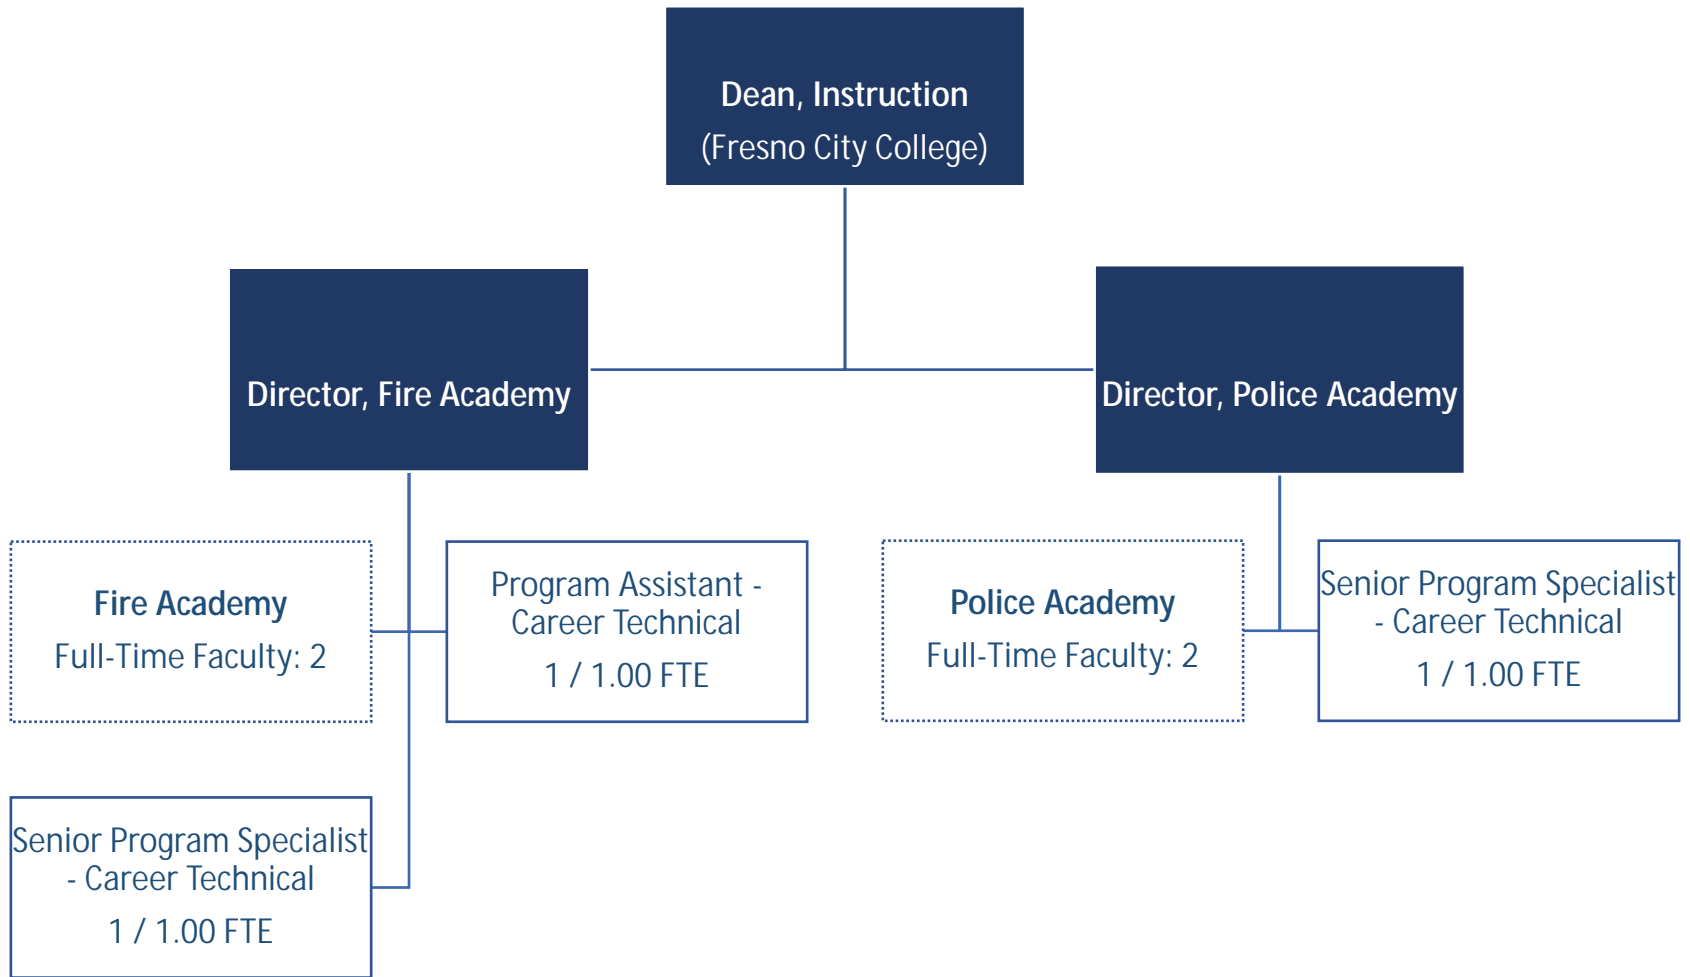 Dean, Instruction
(Fresno City College)
Director, Fire Academy
Director, Police Academy
Fire Academy
Full-Time Faculty: 2
Program Assistant -
Career Technical
1 / 1.00 FTE
Police Academy
Full-Time Faculty: 2
Senior Program Specialist
- Career Technical
1 / 1.00 FTE
Senior Program Specialist
- Career Technical
1 / 1.00 FTE